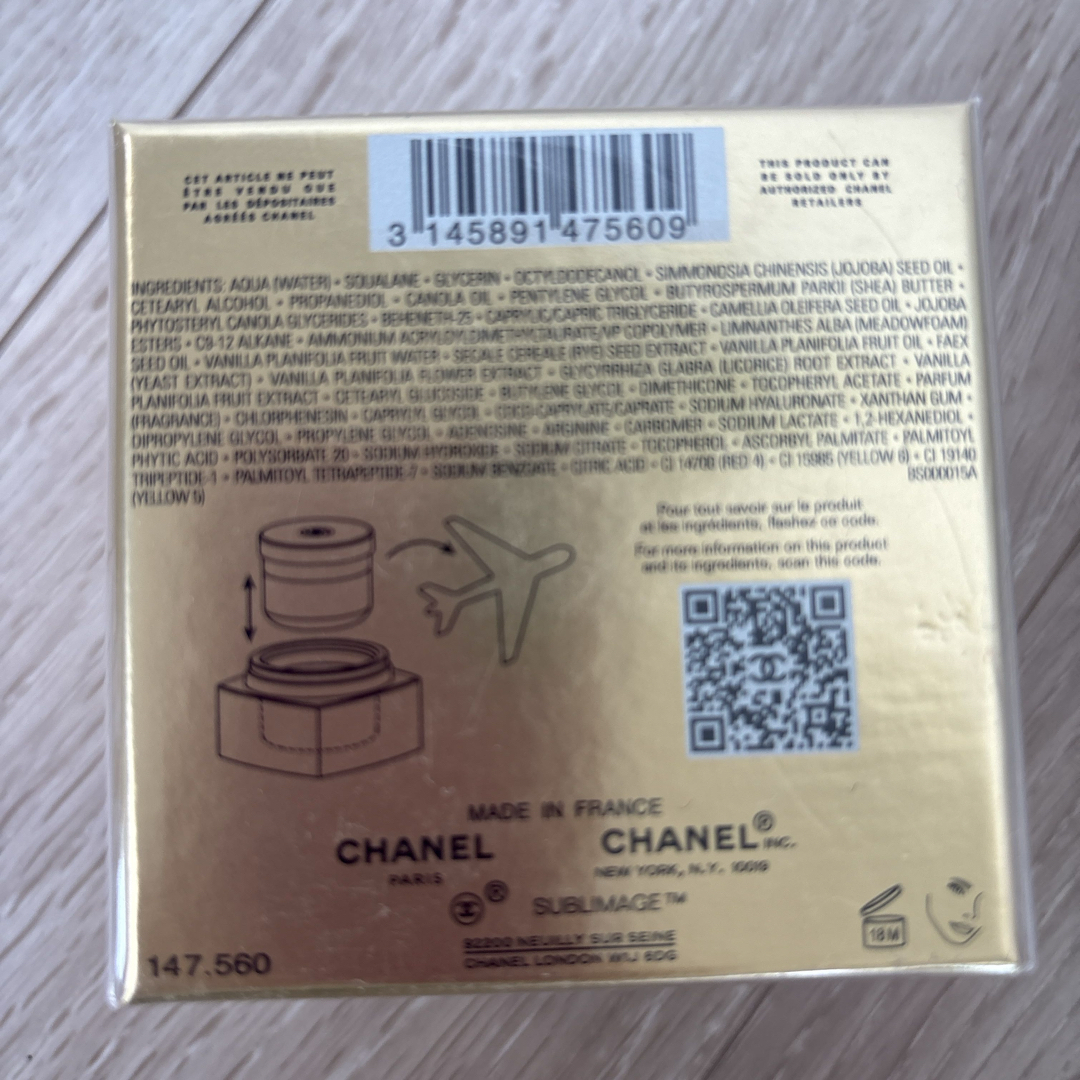 CET ARTICLE NE PEUT
ÊTRE VENDU QUE
PAR LES DÉPOSITAIRES
AGRÉÉS CHANEL
3 145891 475609
THIS PRODUCT CAN
BE SOLD ONLY BY
AUTHORIZED CHANEL
RETAILERS
INGREDIENTS: AQUA (WATER) • SQUALANE • GLYCERIN • OCTYLDODECANOL • SIMMONDSIA CHINENSIS (JOJOBA) SEED OIL •
CETEARYL ALCOHOL • PROPANEDIOL • CANOLA OIL • PENTYLENE GLYCOL • BUTYROSPERMUM PARKII (SHEA) BUTTER •
PHYTOSTERYL CANOLA GLYCERIDES • BEHENETH-25 • CAPRYLIC/CAPRIC TRIGLYCERIDE • CAMELLIA OLEIFERA SEED OIL • JOJOBA
ESTERS • C9-12 ALKANE • AMMONIUM ACRYLOYLDIMETHYLTAURATE/VP COPOLYMER • LIMNANTHES ALBA (MEADOWFOAM)
SEED OIL • VANILLA PLANIFOLIA FRUIT WATER • SECALE CEREALE (RYE) SEED EXTRACT • VANILLA PLANIFOLIA FRUIT OIL • FAEX
(YEAST EXTRACT) • VANILLA PLANIFOLIA FLOWER EXTRACT • GLYCYRRHIZA GLABRA (LICORICE) ROOT EXTRACT • VANILLA
PLANIFOLIA FRUIT EXTRACT • CETEARYL GLUCOSIDE • BUTYLENE GLYCOL • DIMETHICONE • TOCOPHERYL ACETATE • PARFUM
(FRAGRANCE) • CHLORPHENESIN • CAPRYLYL GLYCOL • COCO-CAPRYLATE/CAPRATE • SODIUM HYALURONATE • XANTHAN GUM •
DIPROPYLENE GLYCOL • PROPYLENE GLYCOL • ADENOSINE • ARGININE • CARBOMER • SODIUM LACTATE • 1,2-HEXANEDIOL •
PHYTIC ACID • POLYSORBATE 20 • SODIUM HYDROXIDE • SODIUM CITRATE • TOCOPHEROL • ASCORBYL PALMITATE • PALMITOYL
TRIPEPTIDE-1 • PALMITOYL TETRAPEPTIDE-7 • SODIUM BENZOATE • CITRIC ACID • CI 14700 (RED 4) • CI 15985 (YELLOW 6) • CI 19140
(YELLOW 5)
BS000015A
Pour tout savoir sur le produit
et les ingrédients, flashez ce code.
For more information on this product
and its ingredients, scan this code.
MADE IN FRANCE
CHANEL
PARIS
CHANEL® INC.
NEW YORK, N.Y. 10019
® SUBLIMAGE™
92200 NEUILLY SUR SEINE
CHANEL LONDON W1J 6DG
18M
147.560